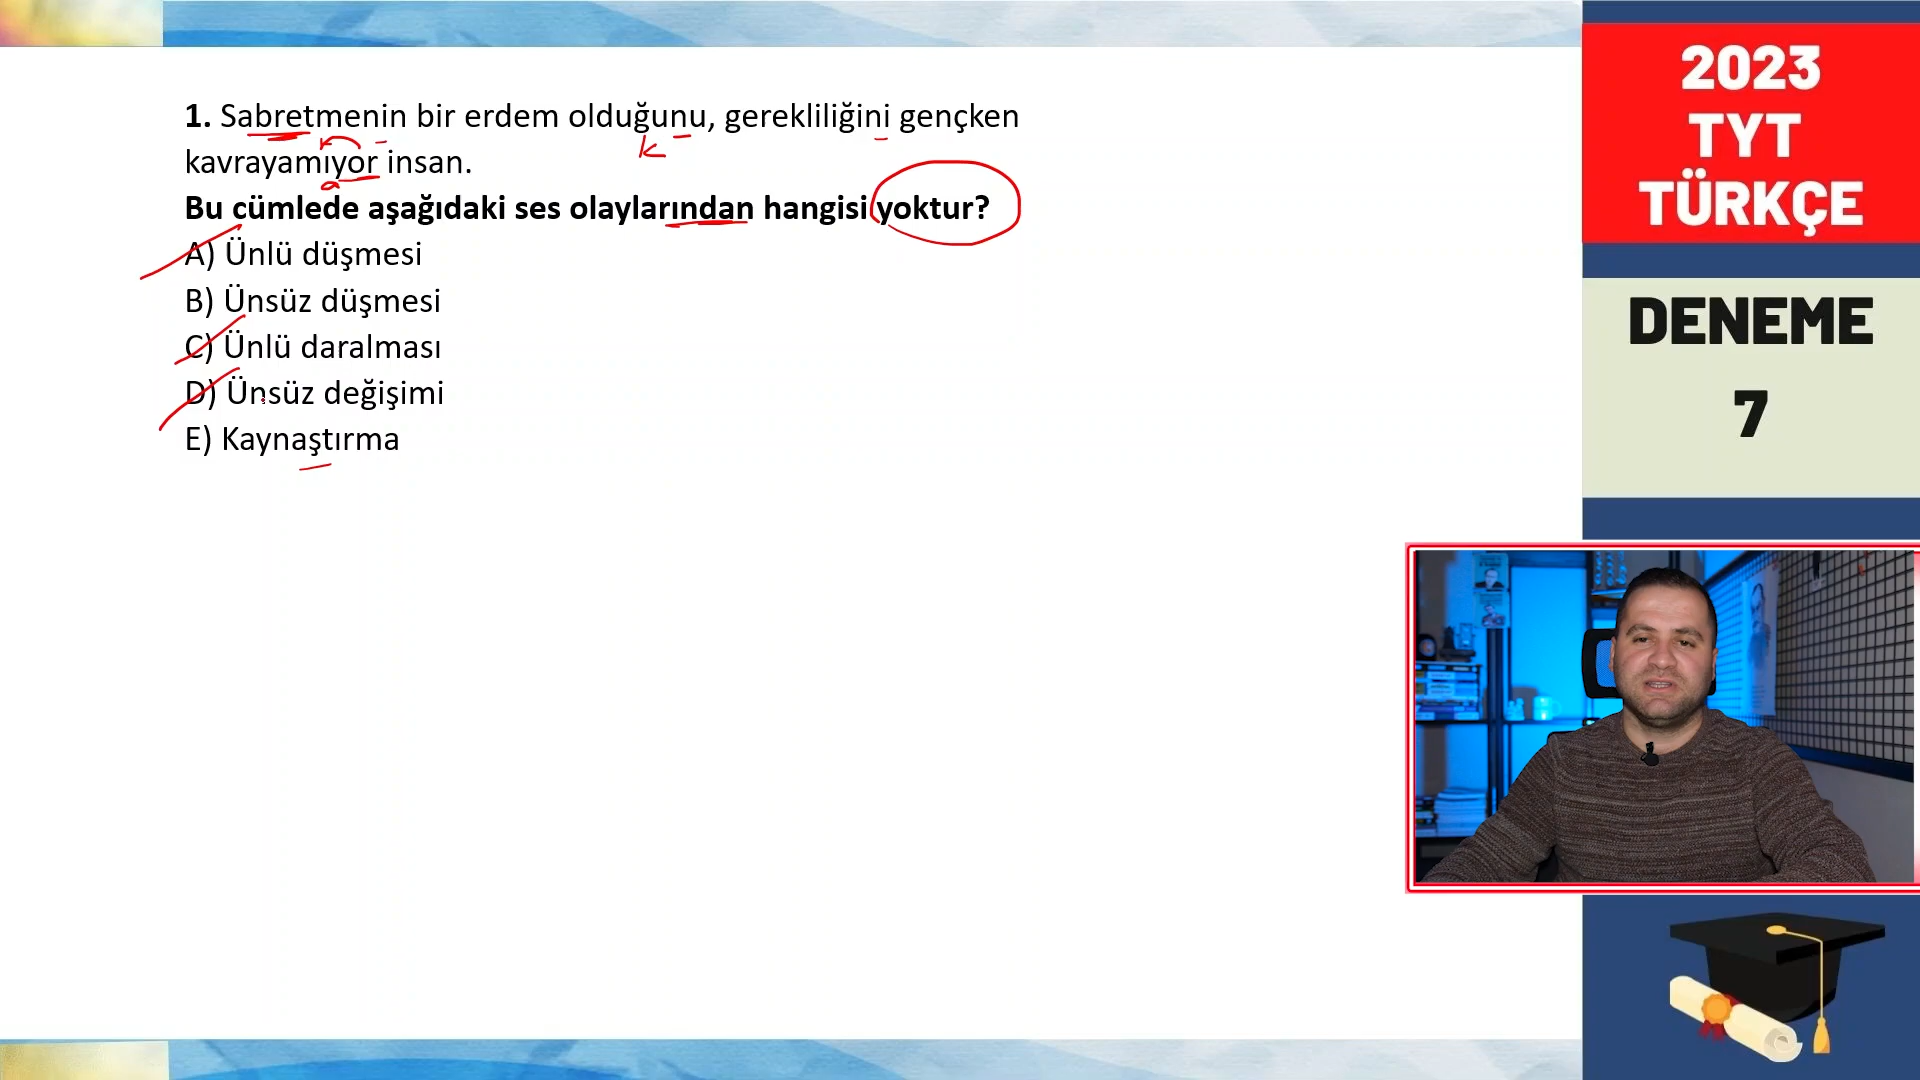 1. Sabretmenin bir erdem olduğunu, gerekliliğini gençken
kavrayamıyor insan.
k
a
Bu cümlede aşağıdaki ses olaylarından hangisi yoktur?
A) Ünlü düşmesi
B) Ünsüz düşmesi
C) Ünlü daralması
D) Ünsüz değişimi
E) Kaynaştırma
2023
TYT
TÜRKÇE
DENEME
7